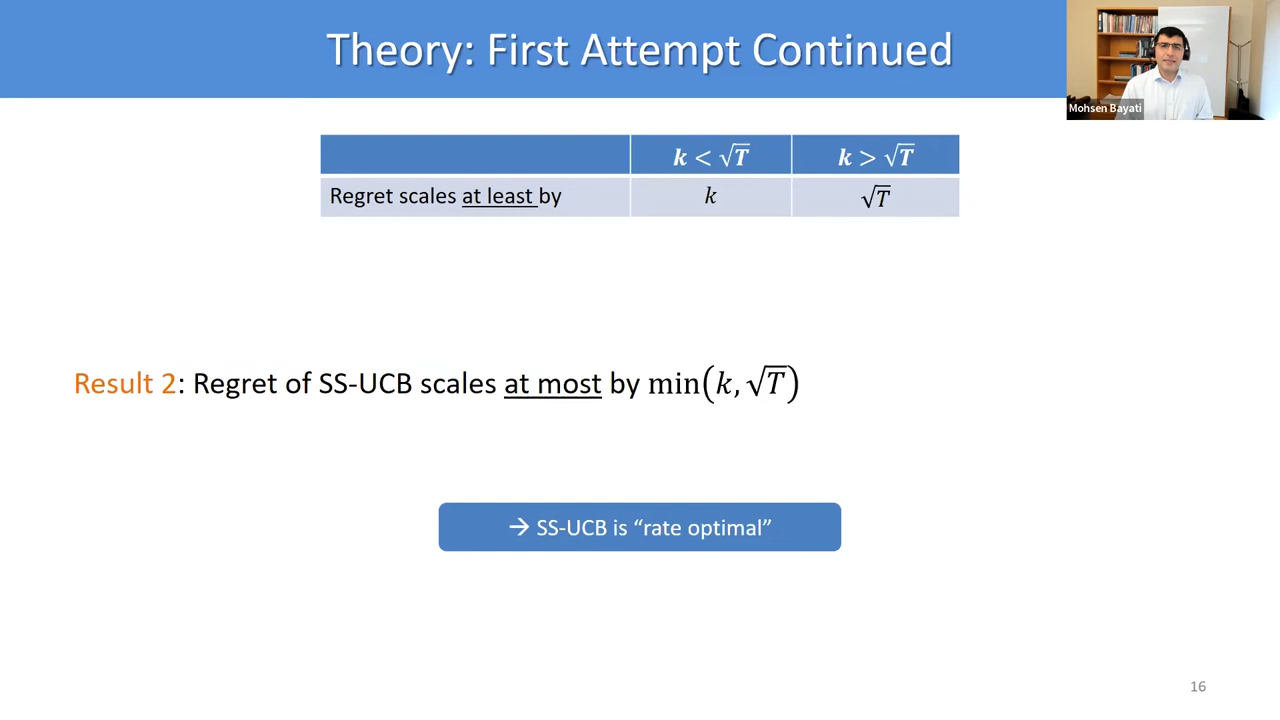 Theory: First Attempt Continued
Mohsen Bayati
k < √T k > √T
Regret scales at least by k √T
Result 2: Regret of SS-UCB scales at most by min(k, √T)
→ SS-UCB is “rate optimal”
16